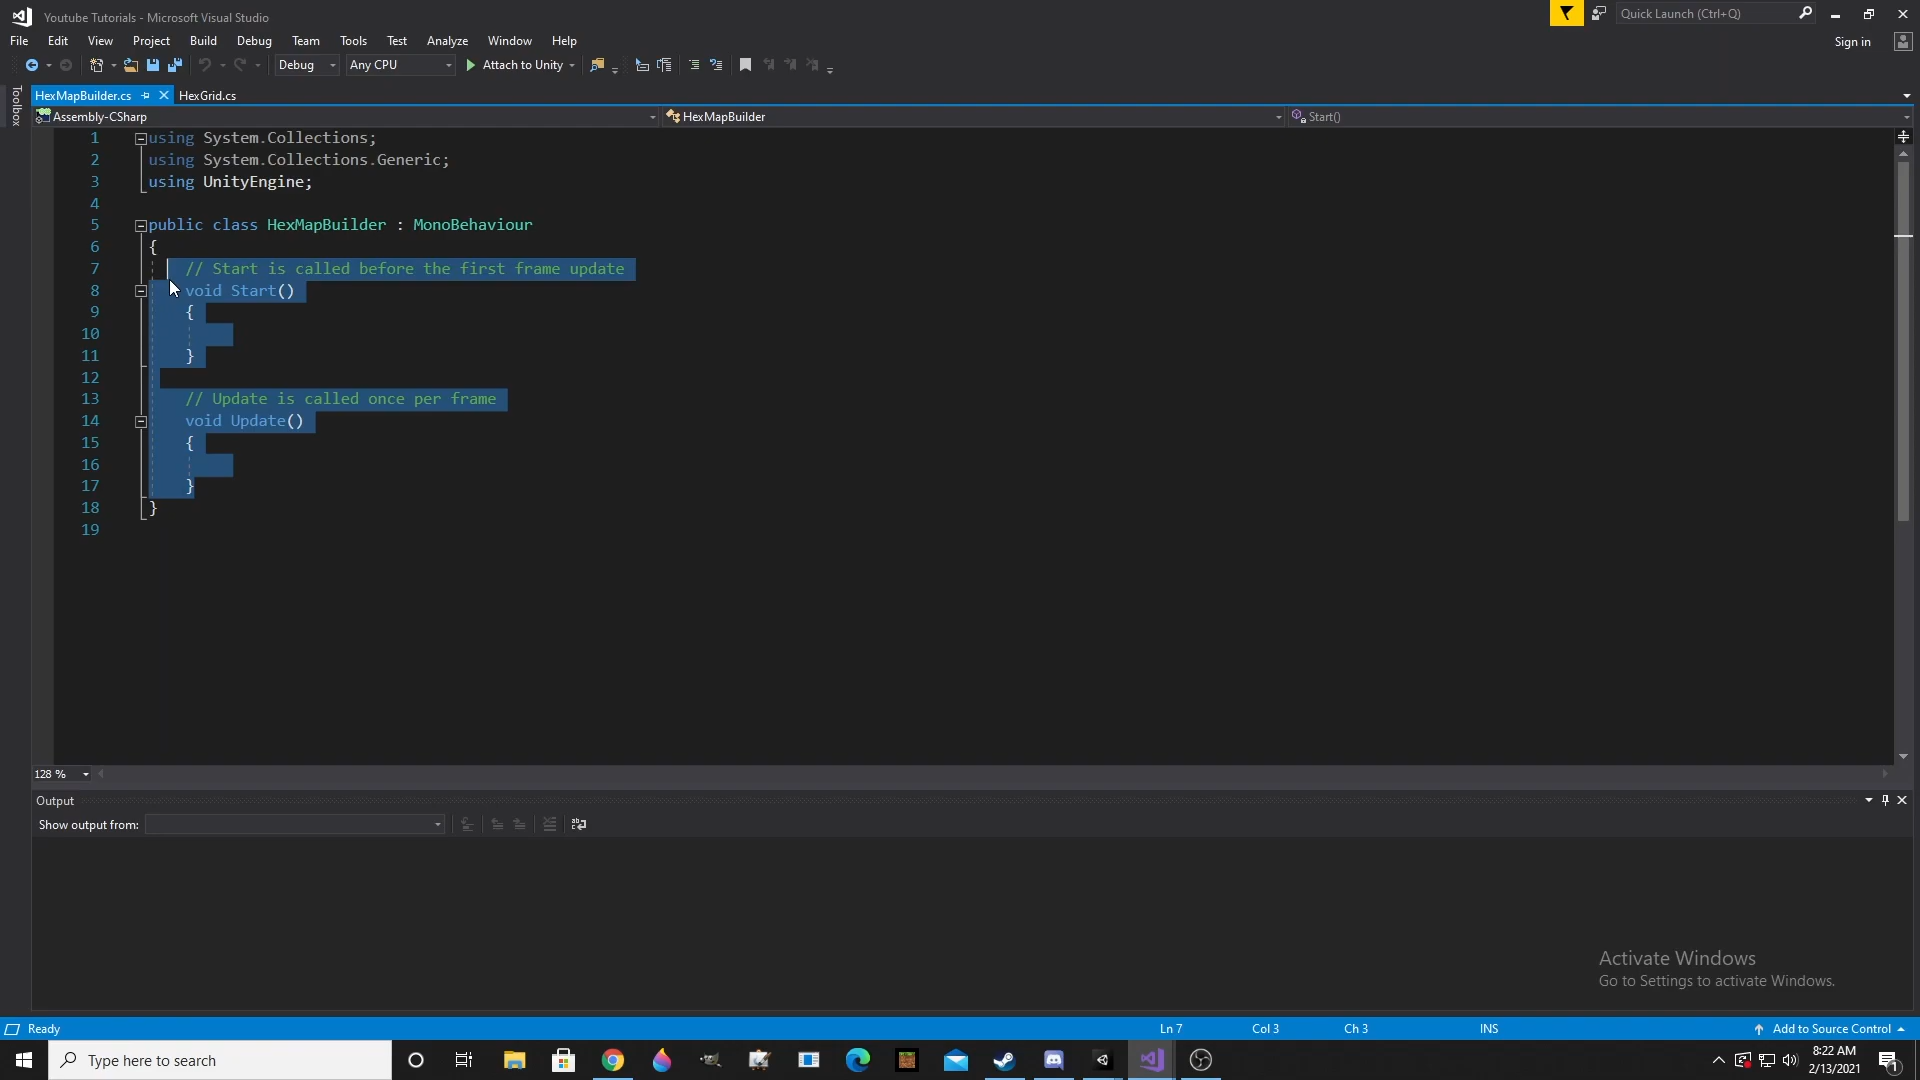 Youtube Tutorials - Microsoft Visual Studio
Quick Launch (Ctrl+Q)
File Edit View Project Build Debug Team Tools Test Analyze Window Help
Sign in
Debug Any CPU Attach to Unity
Toolbox
HexMapBuilder.cs HexGrid.cs
Assembly-CSharp HexMapBuilder Start()
1 using System.Collections;
2 using System.Collections.Generic;
3 using UnityEngine;
4
5 public class HexMapBuilder : MonoBehaviour
6 {
7 // Start is called before the first frame update
8 void Start()
9 {
10
11 }
12
13 // Update is called once per frame
14 void Update()
15 {
16
17 }
18 }
19
128 %
Output
Show output from:
Activate Windows
Go to Settings to activate Windows.
Ready Ln 7 Col 3 Ch 3 INS Add to Source Control
Type here to search
8:22 AM
2/13/2021
1